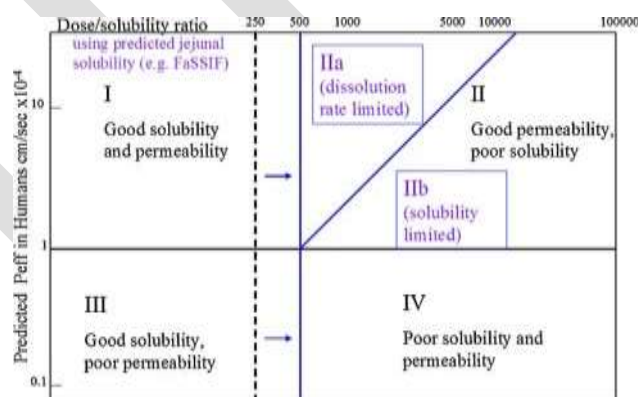 Dose/solubility ratio
250 500 1000 5000 10000 100000
using predicted jejunal
solubility (e.g. FaSSIF)
I
Good solubility
and permeability
IIa
(dissolution
rate limited)
II
Good permeability,
poor solubility
IIb
(solubility
limited)
III
Good solubility,
poor permeability
IV
Poor solubility and
permeability
10
1
0.1
Predicted Peff in Humans cm/sec x10-4